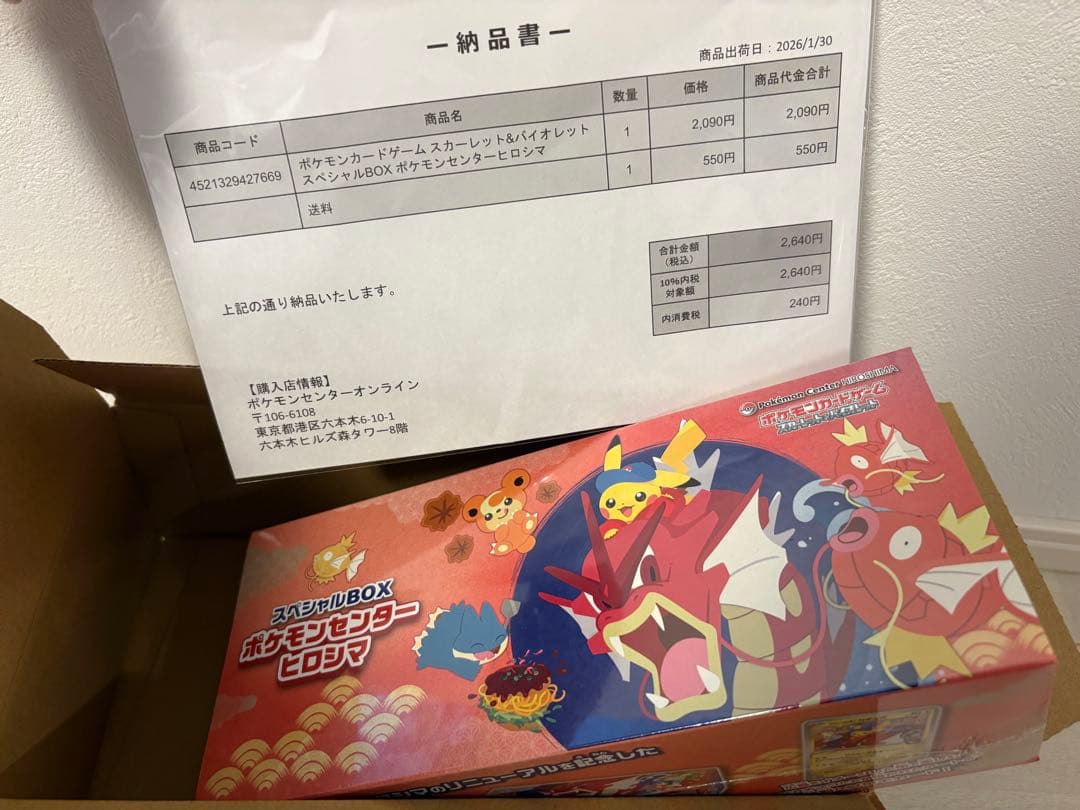 ー納品書ー
商品出荷日：2026/1/30
商品コード 商品名 数量 価格 商品代金合計
4521329427669 ポケモンカードゲーム スカーレット&バイオレット
スペシャルBOX ポケモンセンターヒロシマ 1 2,090円 2,090円
送料 1 550円 550円
合計金額
（税込） 2,640円
10%内税
対象額 2,640円
内消費税 240円
上記の通り納品いたします。
【購入店情報】
ポケモンセンターオンライン
〒106-6108
東京都港区六本木6-10-1
六本木ヒルズ森タワー8階
Pokémon Center HIROSHIMA
ポケモンカードゲーム
スカーレット&バイオレット
スペシャルBOX
ポケモンセンター
ヒロシマ
シマのリニューアルを記念した